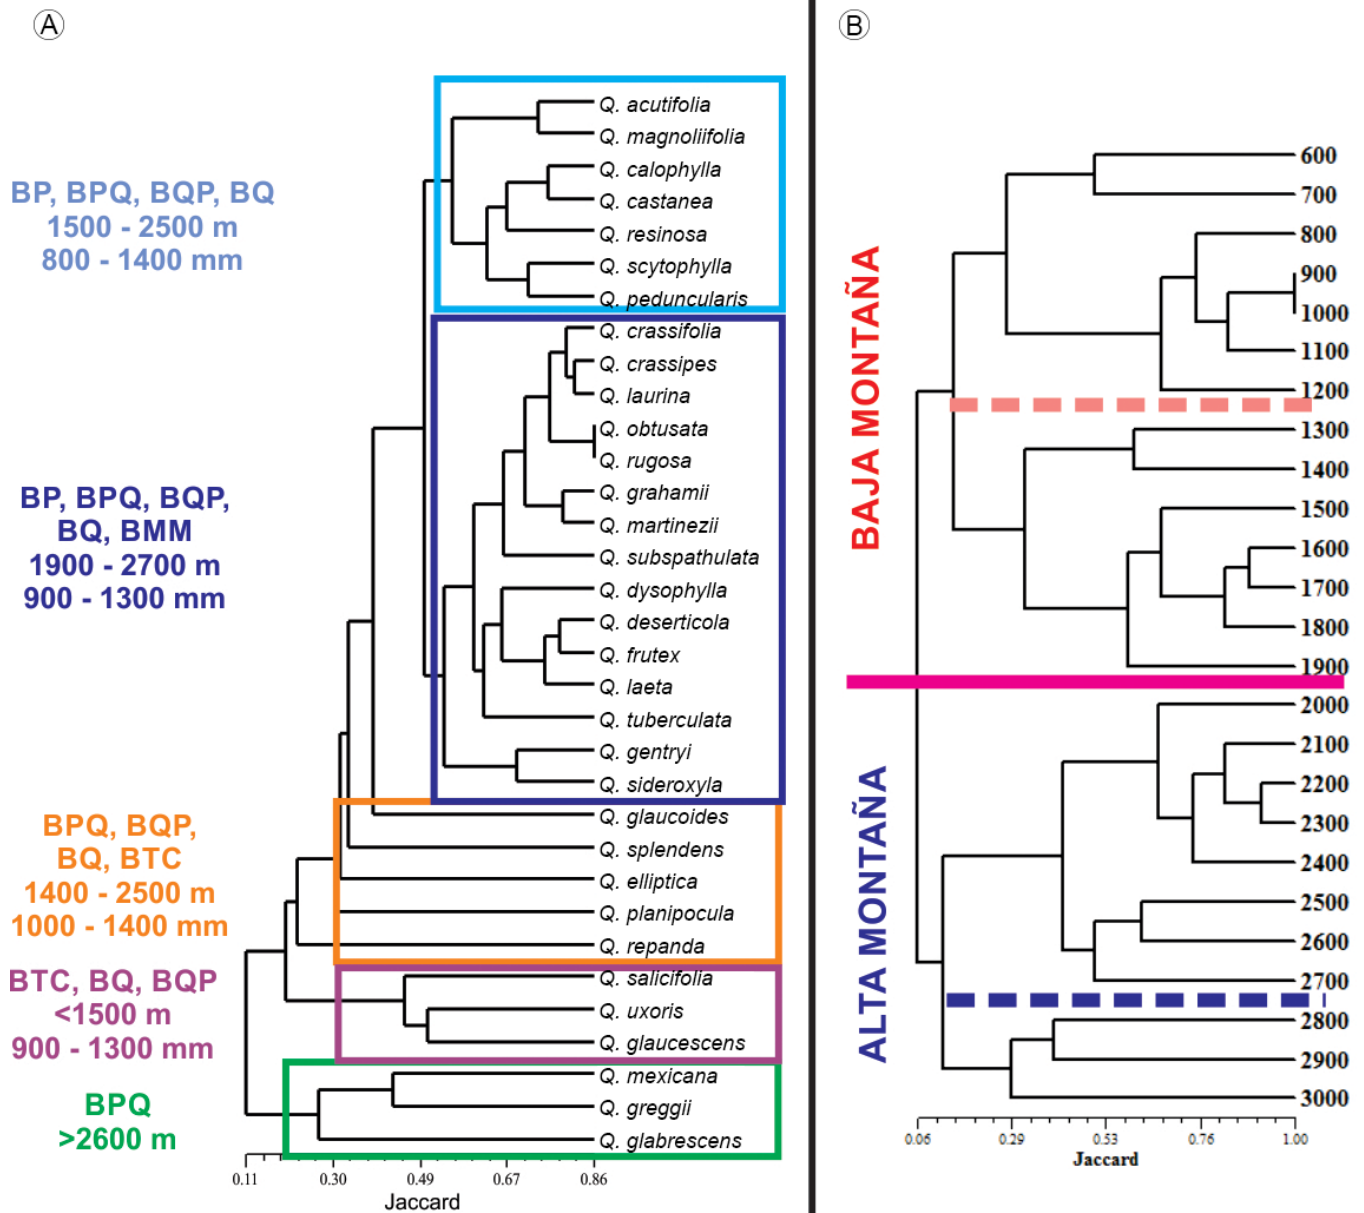 A
BP, BPQ, BQP, BQ
1500 - 2500 m
800 - 1400 mm
BP, BPQ, BQP,
BQ, BMM
1900 - 2700 m
900 - 1300 mm
BPQ, BQP,
BQ, BTC
1400 - 2500 m
1000 - 1400 mm
BTC, BQ, BQP
<1500 m
900 - 1300 mm
BPQ
>2600 m
Q. acutifolia
Q. magnoliifolia
Q. calophylla
Q. castanea
Q. resinosa
Q. scytophylla
Q. peduncularis
Q. crassifolia
Q. crassipes
Q. laurina
Q. obtusata
Q. rugosa
Q. grahamii
Q. martinezii
Q. subspathulata
Q. dysophylla
Q. deserticola
Q. frutex
Q. laeta
Q. tuberculata
Q. gentryi
Q. sideroxyla
Q. glaucoides
Q. splendens
Q. elliptica
Q. planipocula
Q. repanda
Q. salicifolia
Q. uxoris
Q. glaucescens
Q. mexicana
Q. greggii
Q. glabrescens
0.11 0.30 0.49 0.67 0.86
Jaccard
B
BAJA MONTAÑA
ALTA MONTAÑA
600
700
800
900
1000
1100
1200
1300
1400
1500
1600
1700
1800
1900
2000
2100
2200
2300
2400
2500
2600
2700
2800
2900
3000
0.05 0.29 0.53 0.76 1.00
Jaccard